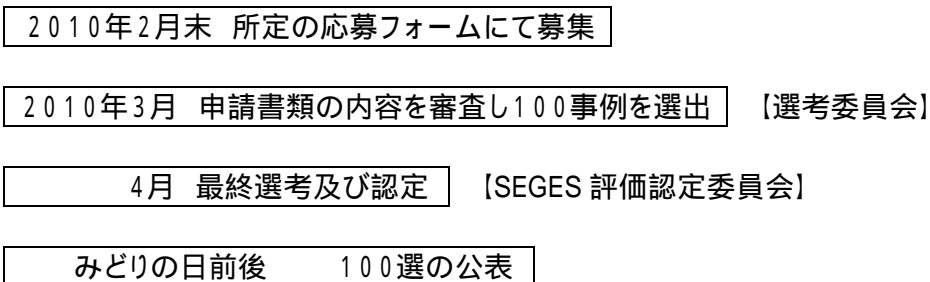 ２０１０年２月末　所定の応募フォームにて募集
２０１０年３月　申請書類の内容を審査し１００事例を選出　【選考委員会】
４月　最終選考及び認定　【SEGES 評価認定委員会】
みどりの日前後　　１００選の公表